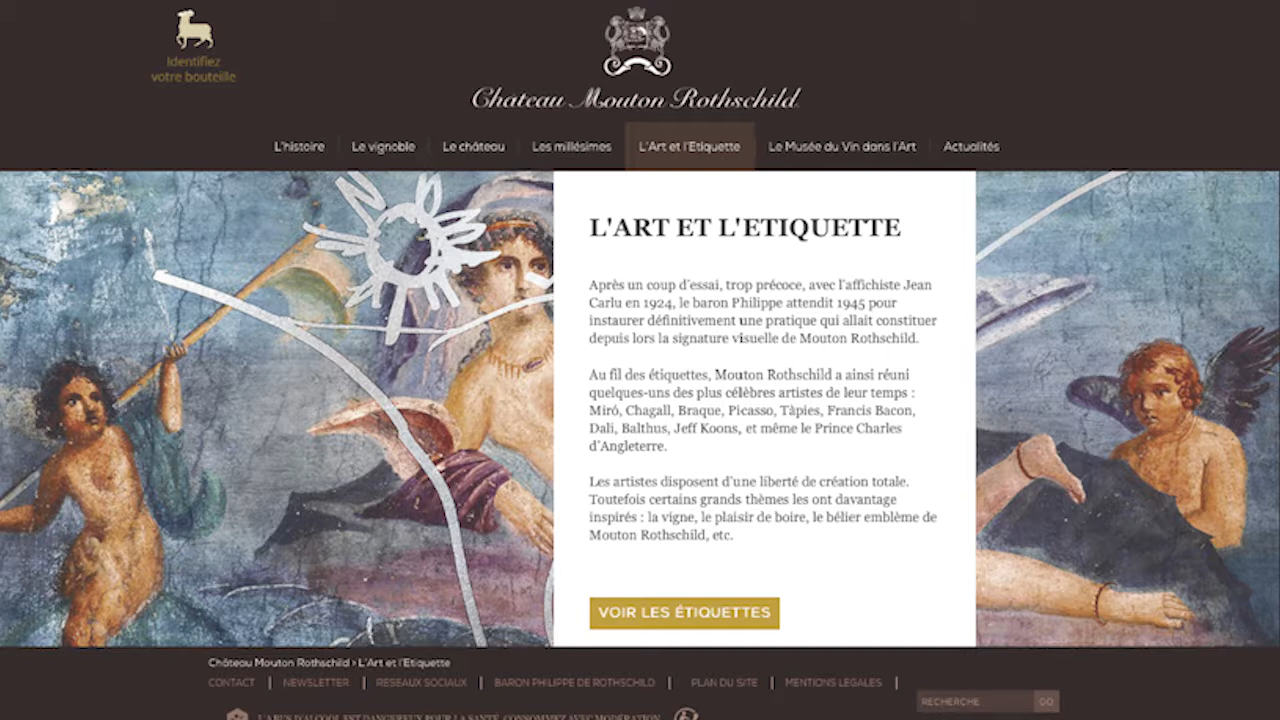 Identifiez
votre bouteille
Château Mouton Rothschild
L'histoire
Le vignoble
Le château
Les millésimes
L'Art et l'Etiquette
Le Musée du Vin dans l'Art
Actualités
L'ART ET L'ETIQUETTE
Après un coup d'essai, trop précoce, avec l'affichiste Jean
Carlu en 1924, le baron Philippe attendit 1945 pour
instaurer définitivement une pratique qui allait constituer
depuis lors la signature visuelle de Mouton Rothschild.
Au fil des étiquettes, Mouton Rothschild a ainsi réuni
quelques-uns des plus célèbres artistes de leur temps :
Miró, Chagall, Braque, Picasso, Tàpies, Francis Bacon,
Dali, Balthus, Jeff Koons, et même le Prince Charles
d'Angleterre.
Les artistes disposent d'une liberté de création totale.
Toutefois certains grands thèmes les ont davantage
inspirés : la vigne, le plaisir de boire, le bélier emblème de
Mouton Rothschild, etc.
VOIR LES ÉTIQUETTES
Château Mouton Rothschild > L'Art et l'Etiquette
CONTACT | NEWSLETTER | RESEAUX SOCIAUX | BARON PHILIPPE DE ROTHSCHILD | PLAN DU SITE | MENTIONS LEGALES |
RECHERCHE GO
L'ABUS D'ALCOOL EST DANGEREUX POUR LA SANTÉ, CONSOMMEZ AVEC MODÉRATION